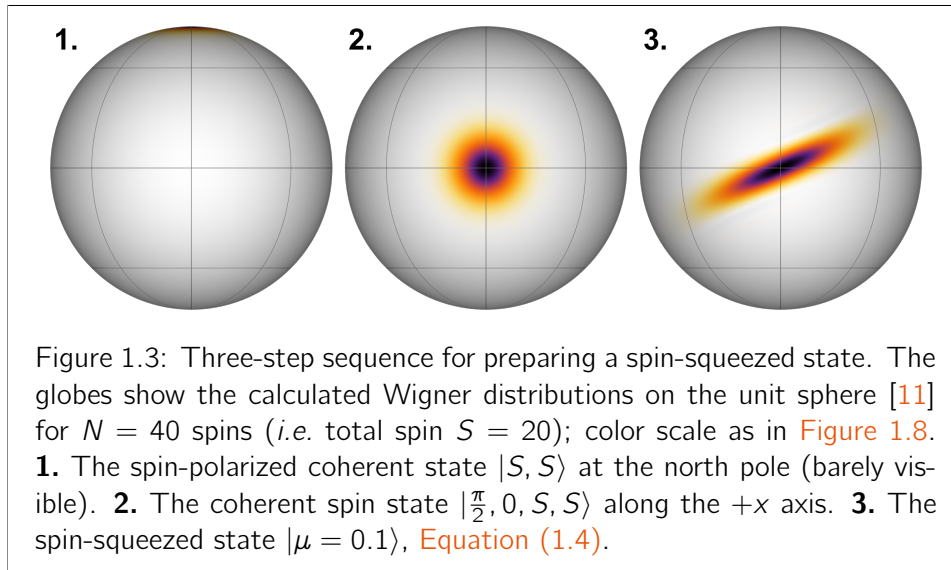 1. 2. 3.
Figure 1.3: Three-step sequence for preparing a spin-squeezed state. The
globes show the calculated Wigner distributions on the unit sphere [11]
for N = 40 spins (i.e. total spin S = 20); color scale as in Figure 1.8.
1. The spin-polarized coherent state |S, S⟩ at the north pole (barely vis-
ible). 2. The coherent spin state |π/2, 0, S, S⟩ along the +x axis. 3. The
spin-squeezed state |μ = 0.1⟩, Equation (1.4).